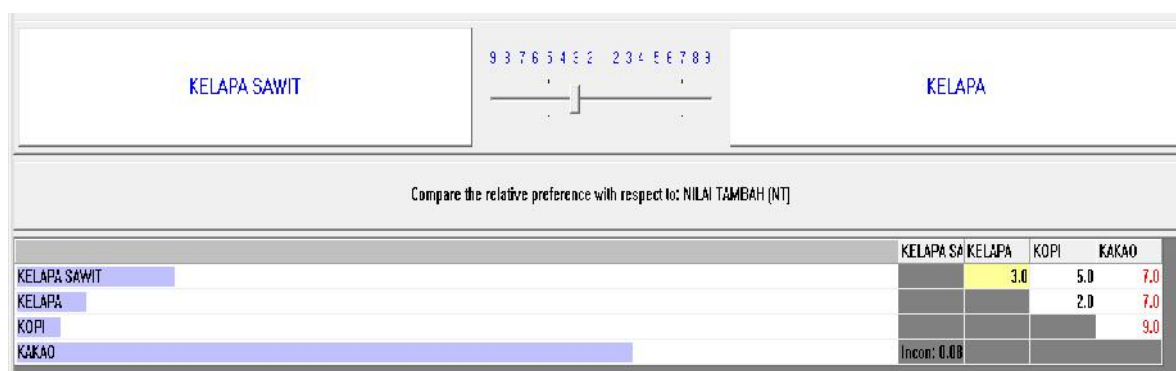 KELAPA SAWIT
9 8 7 6 5 4 3 2 2 3 4 5 6 7 8 9
KELAPA
Compare the relative preference with respect to: NILAI TAMBAH (NT)
KELAPA SA KELAPA KOPI KAKAO
KELAPA SAWIT 3.0 5.0 7.0
KELAPA 2.0 7.0
KOPI 9.0
KAKAO Incon: 0.08